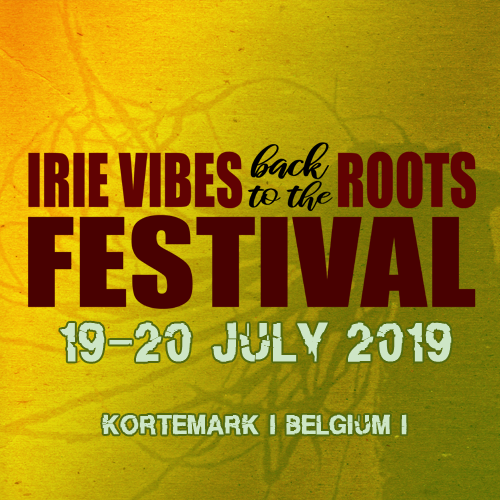 IRIE VIBES back to the ROOTS
FESTIVAL
19-20 JULY 2019
KORTEMARK | BELGIUM |